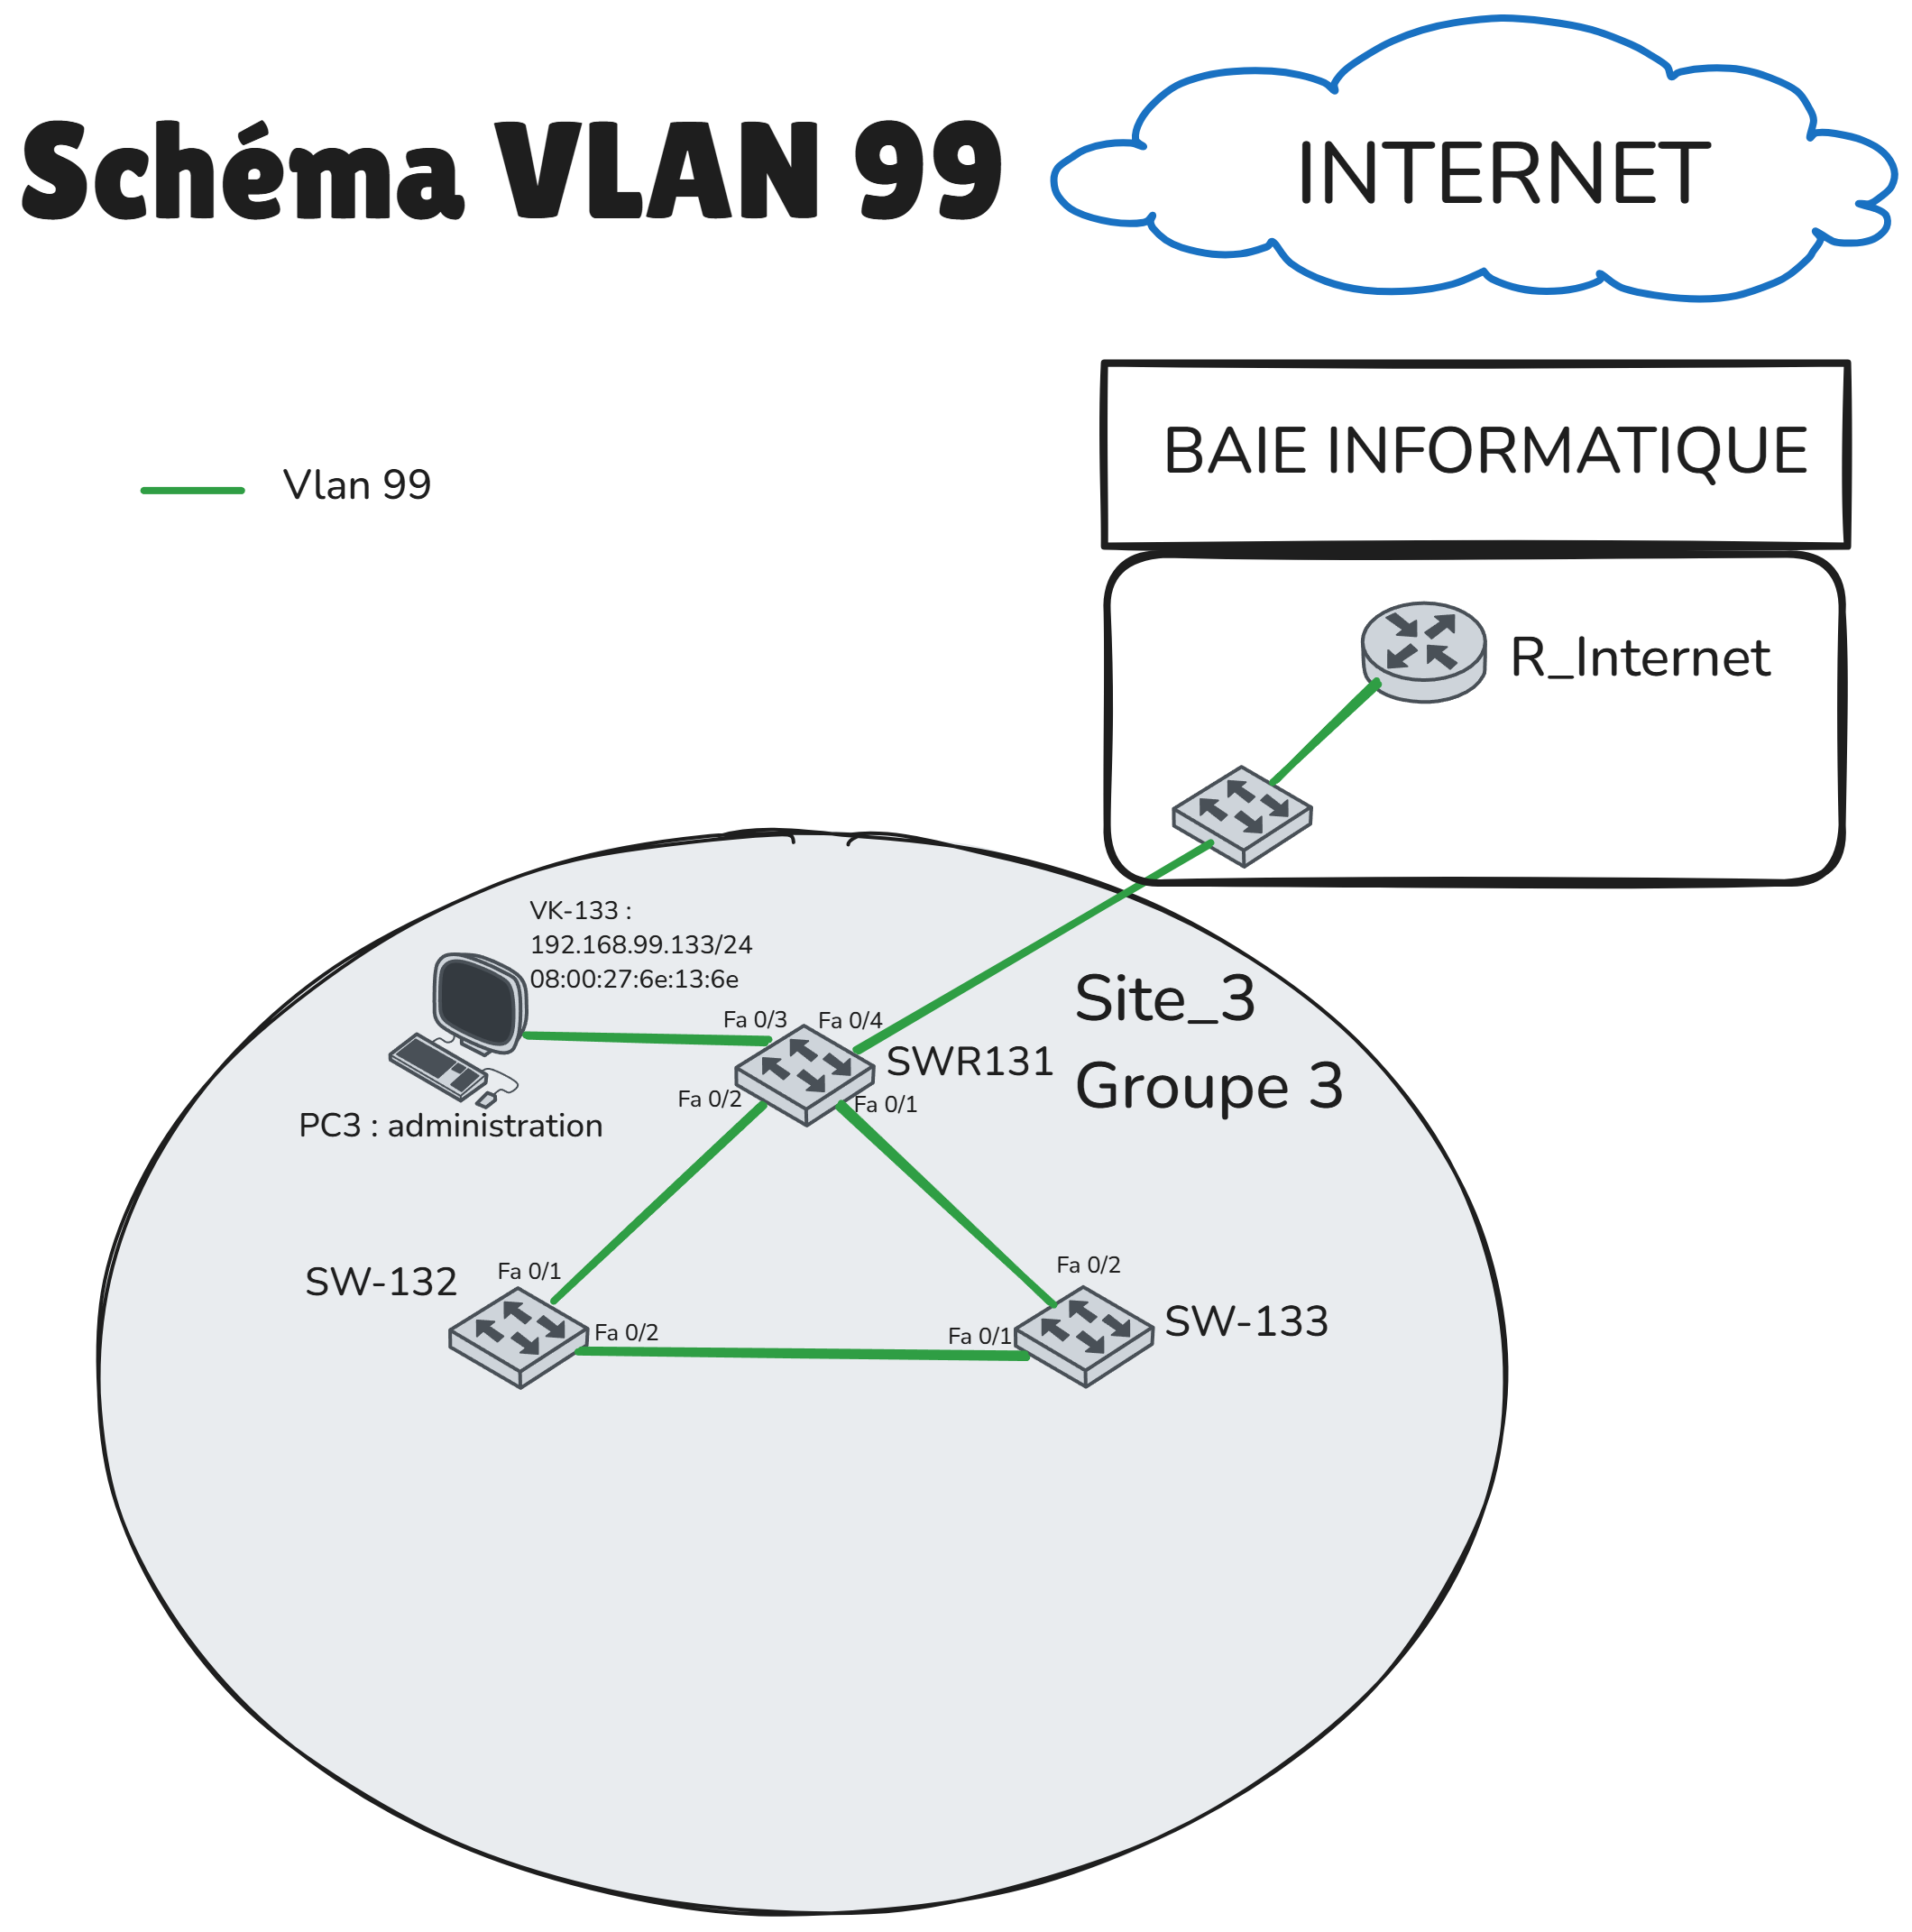 Schéma VLAN 99
INTERNET
BAIE INFORMATIQUE
Vlan 99
R_Internet
VK-133 :
192.168.99.133/24
08:00:27:6e:13:6e
Site_3
Groupe 3
Fa 0/3
Fa 0/4
SWR131
Fa 0/2
Fa 0/1
PC3 : administration
SW-132
Fa 0/1
Fa 0/2
Fa 0/2
SW-133
Fa 0/1